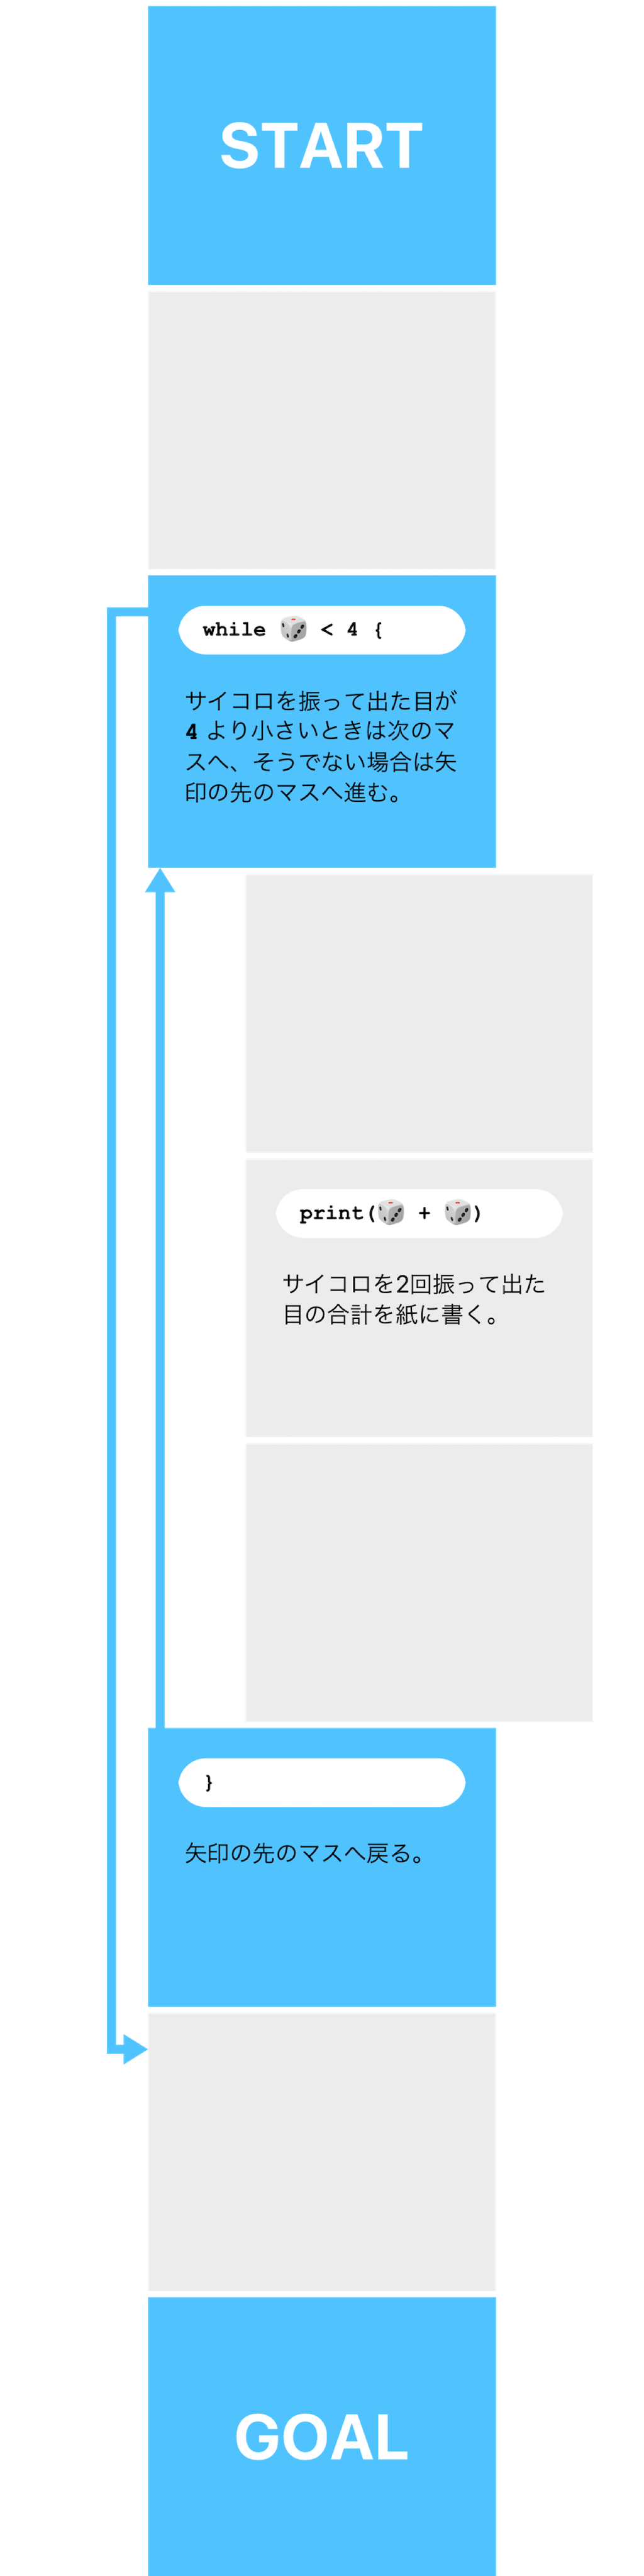 START
while 🎲 < 4 {
サイコロを振って出た目が
4 より小さいときは次のマ
スへ、そうでない場合は矢
印の先のマスへ進む。
print(🎲 + 🎲)
サイコロを2回振って出た
目の合計を紙に書く。
}
矢印の先のマスへ戻る。
GOAL